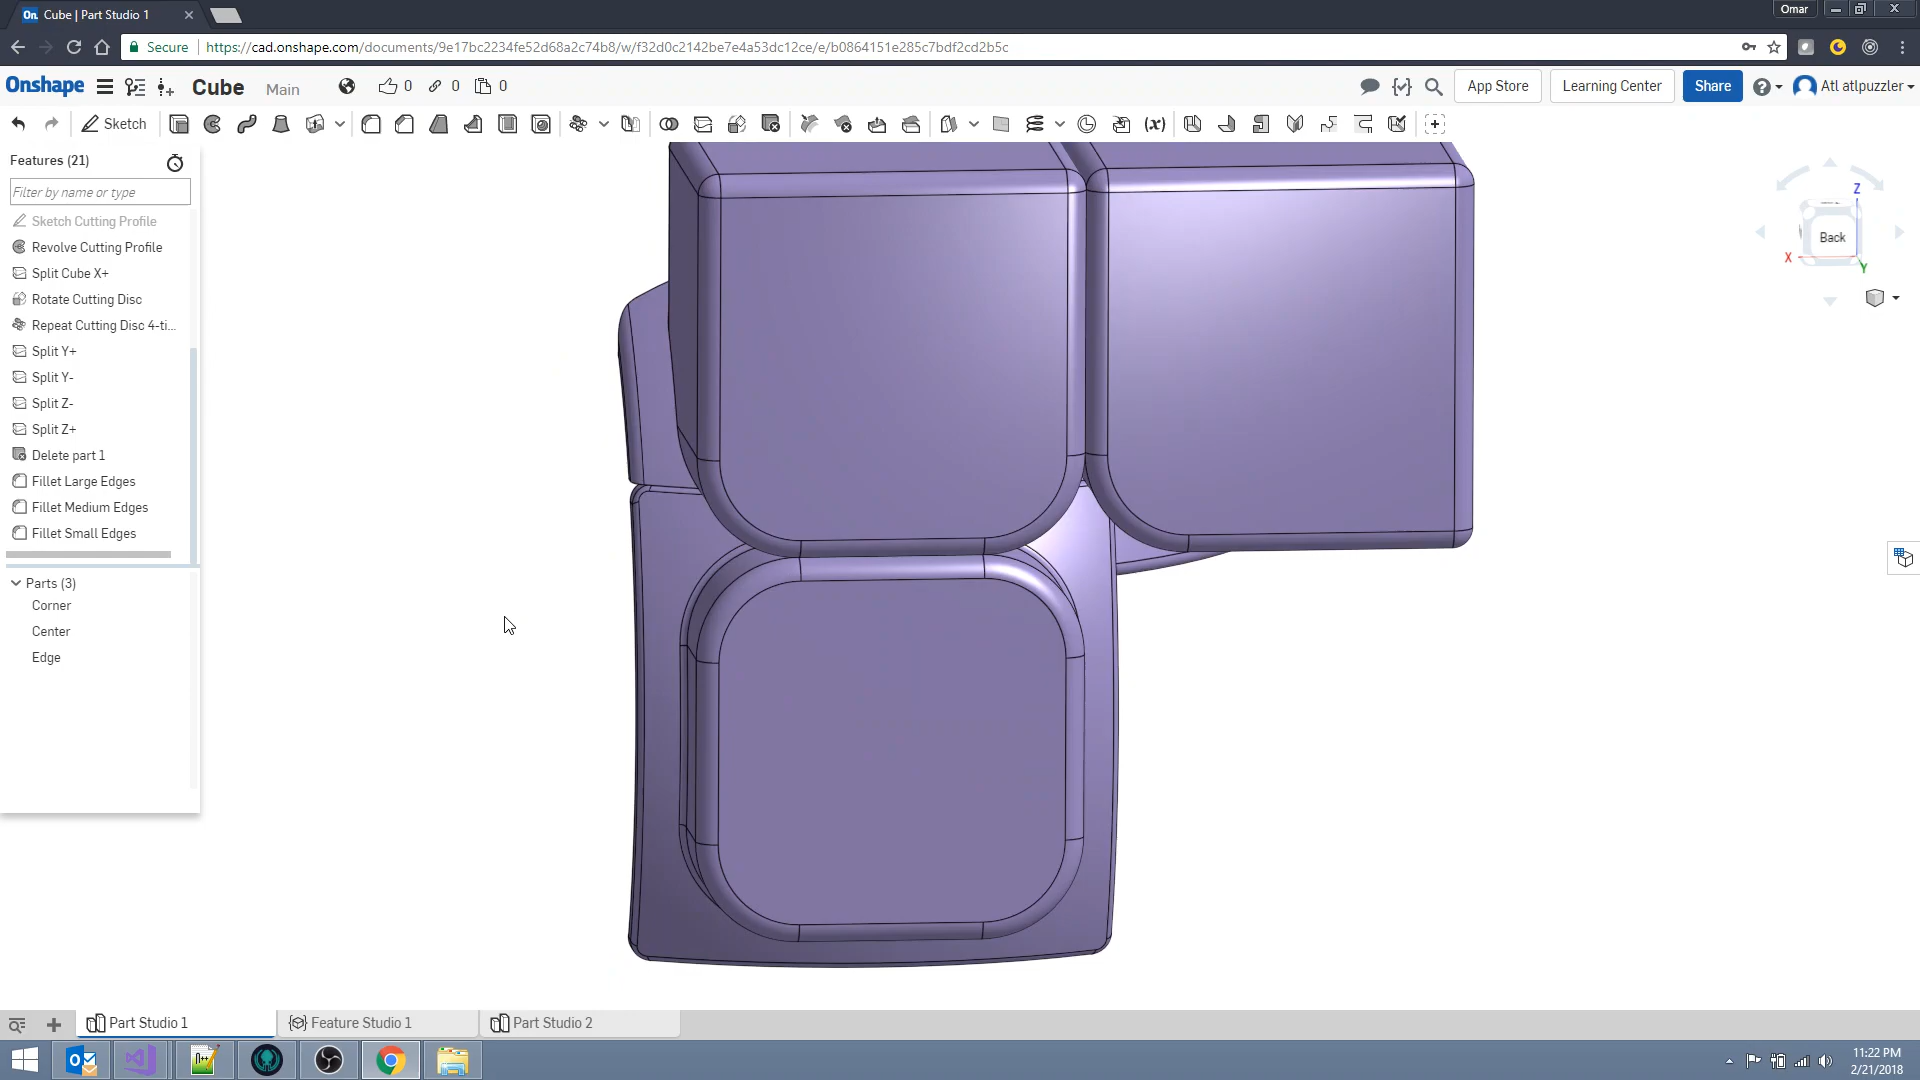 Cube | Part Studio 1
Omar
Secure
https://cad.onshape.com/documents/9e17bc2234fe52d68a2c74b8/w/f32d0c2142be7e4a53dc12ce/e/b0864151e285c7bdf2cd2b5c
Onshape
Cube
Main
0
0
0
App Store
Learning Center
Share
Atl atlpuzzler
Sketch
(x)
Features (21)
Filter by name or type
Sketch Cutting Profile
Revolve Cutting Profile
Split Cube X+
Rotate Cutting Disc
Repeat Cutting Disc 4-ti...
Split Y+
Split Y-
Split Z-
Split Z+
Delete part 1
Fillet Large Edges
Fillet Medium Edges
Fillet Small Edges
Parts (3)
Corner
Center
Edge
Z
Back
X
Y
Part Studio 1
Feature Studio 1
Part Studio 2
11:22 PM
2/21/2018